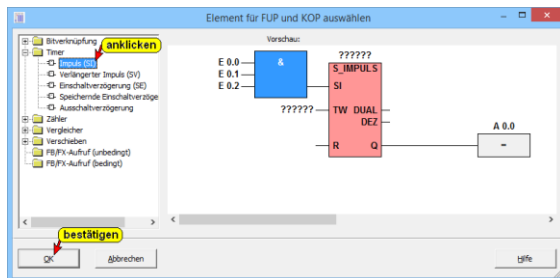 Element für FUP und KOP auswählen
Bitverknüpfung
anklicken
Timer
Impuls (SI)
Verlängerter Impuls (SV)
Einschaltverzögerung (SE)
Speichernde Einschaltverzöge
Ausschaltverzögerung
Zähler
Vergleicher
Verschieben
FB/FX-Aufruf (unbedingt)
FB/FX-Aufruf (bedingt)
Vorschau:
??????
E 0.0
&
S_IMPULS
E 0.1
E 0.2
SI
??????
TW DUAL
DEZ
A 0.0
R Q
=
bestätigen
OK
Abbrechen
Hilfe